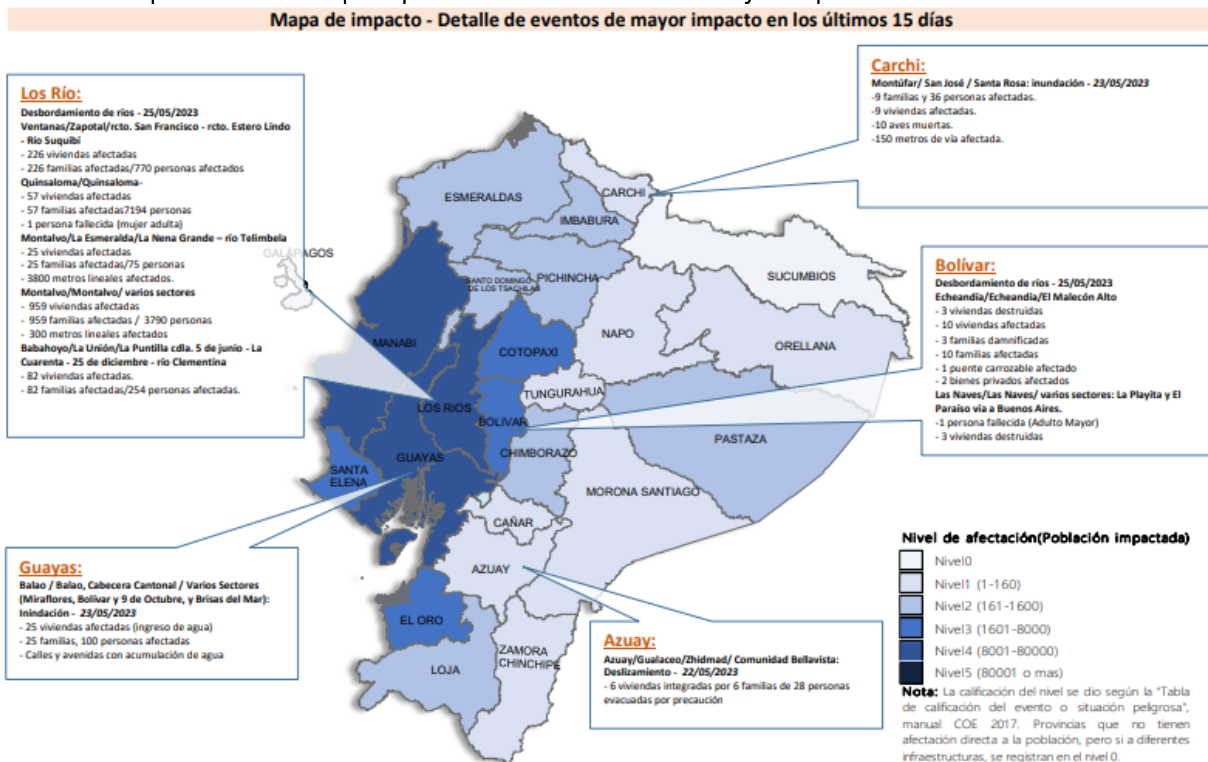 Mapa de impacto - Detalle de eventos de mayor impacto en los últimos 15 días
Los Río:
Desbordamiento de ríos - 25/05/2023
Ventanas/Zapotal/rcto. San Francisco - rcto. Estero Lindo
- Río Suquibí
- 226 viviendas afectadas
- 226 familias afectadas/770 personas afectados
Quinsaloma/Quinsaloma-
- 57 viviendas afectadas
- 57 familias afectadas7194 personas
- 1 persona fallecida (mujer adulta)
Montalvo/La Esmeralda/La Nena Grande – río Telimbela
- 25 viviendas afectadas
- 25 familias afectadas/75 personas
- 3800 metros lineales afectados.
Montalvo/Montalvo/ varios sectores
- 959 viviendas afectadas
- 959 familias afectadas / 3790 personas
- 300 metros lineales afectados
Babahoyo/La Unión/La Puntilla cdla. 5 de junio - La
Cuarenta - 25 de diciembre - río Clementina
- 82 viviendas afectadas.
- 82 familias afectadas/254 personas afectadas.
Carchi:
Montúfar/ San José / Santa Rosa: inundación - 23/05/2023
-9 familias y 36 personas afectadas.
-9 viviendas afectadas.
-10 aves muertas.
-150 metros de vía afectada.
ESMERALDAS
CARCHI
IMBABURA
GALÁPAGOS
SUCUMBIOS
PICHINCHA
SANTO DOMINGO
DE LOS TSACHILAS
NAPO
ORELLANA
MANABI
COTOPAXI
TUNGURAHUA
LOS RIOS
BOLIVAR
PASTAZA
CHIMBORAZO
GUAYAS
SANTA
ELENA
MORONA SANTIAGO
CAÑAR
AZUAY
EL ORO
ZAMORA
CHINCHIPE
LOJA
Bolívar:
Desbordamiento de ríos - 25/05/2023
Echeandía/Echeandía/El Malecón Alto
- 3 viviendas destruidas
- 10 viviendas afectadas
- 3 familias damnificadas
- 10 familias afectadas
- 1 puente carrozable afectado
- 2 bienes privados afectados
Las Naves/Las Naves/ varios sectores: La Playita y El
Paraíso vía a Buenos Aires.
-1 persona fallecida (Adulto Mayor)
- 3 viviendas destruidas
Guayas:
Balao / Balao, Cabecera Cantonal / Varios Sectores
(Miraflores, Bolívar y 9 de Octubre, y Brisas del Mar):
Inindación - 23/05/2023
- 25 viviendas afectadas (ingreso de agua)
- 25 familias, 100 personas afectadas
- Calles y avenidas con acumulación de agua
Azuay:
Azuay/Gualaceo/Zhidmad/ Comunidad Bellavista:
Deslizamiento - 22/05/2023
- 6 viviendas integradas por 6 familias de 28 personas
evacuadas por precaución
Nivel de afectación(Población impactada)
Nivel0
Nivel1 (1-160)
Nivel2 (161-1600)
Nivel3 (1601-8000)
Nivel4 (8001-80000)
Nivel5 (80001 o mas)
Nota: La calificación del nivel se dio según la "Tabla
de calificación del evento o situación peligrosa",
manual COE 2017. Provincias que no tienen
afectación directa a la población, pero si a diferentes
infraestructuras, se registran en el nivel 0.